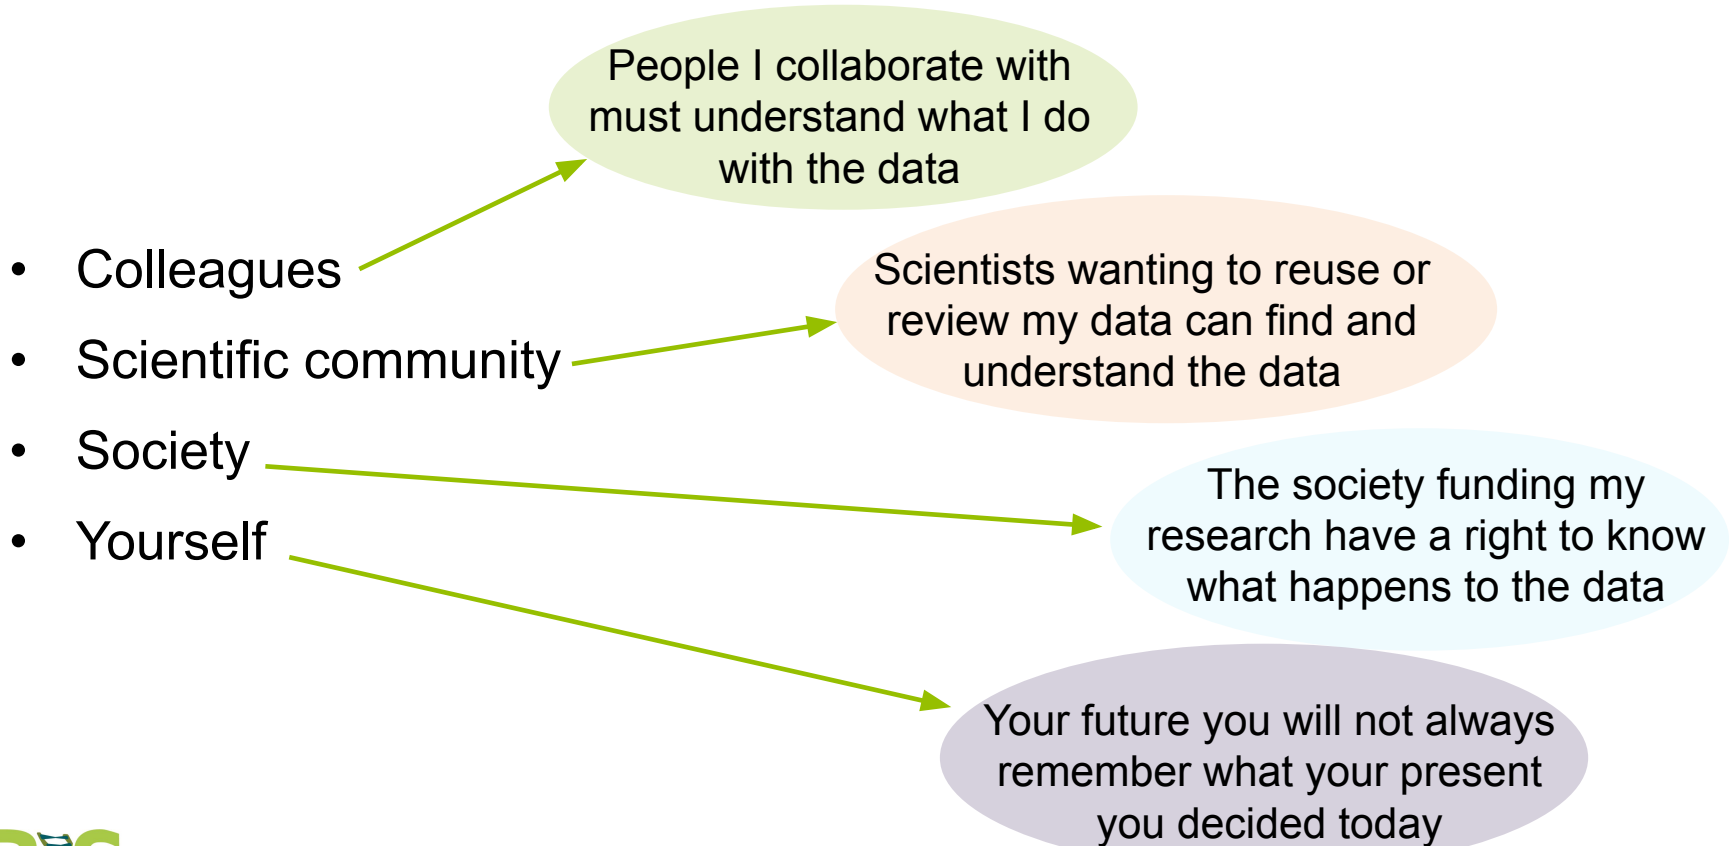 People I collaborate with
must understand what I do
with the data
• Colleagues
Scientists wanting to reuse or
review my data can find and
understand the data
• Scientific community
• Society
The society funding my
research have a right to know
what happens to the data
• Yourself
Your future you will not always
remember what your present
you decided today